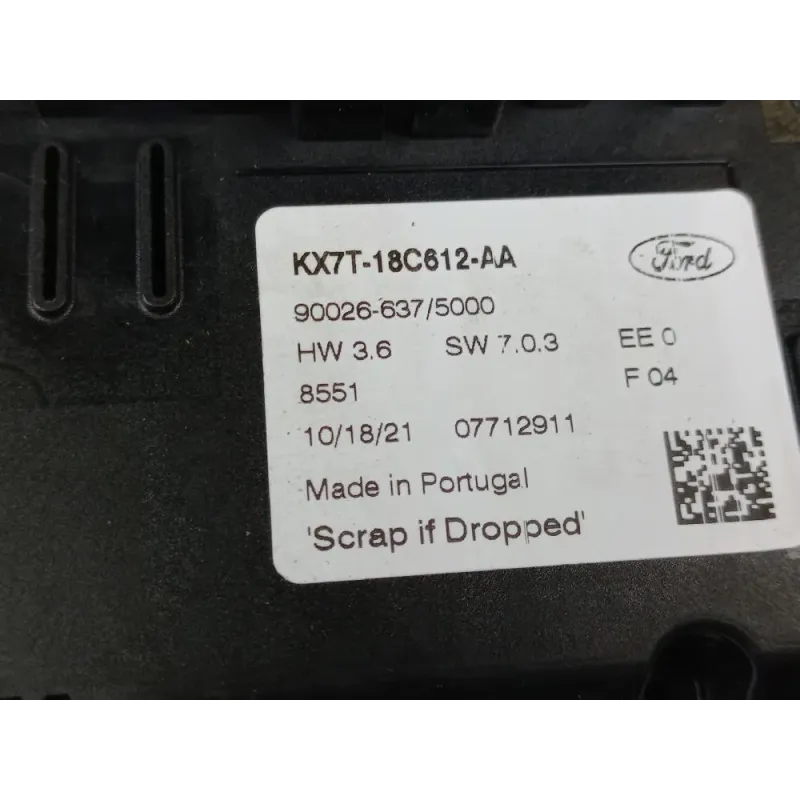 KX7T-18C612-AA
Ford
90026-637/5000
HW 3.6 SW 7.0.3 EE 0
8551 F 04
10/18/21 07712911
Made in Portugal
'Scrap if Dropped'